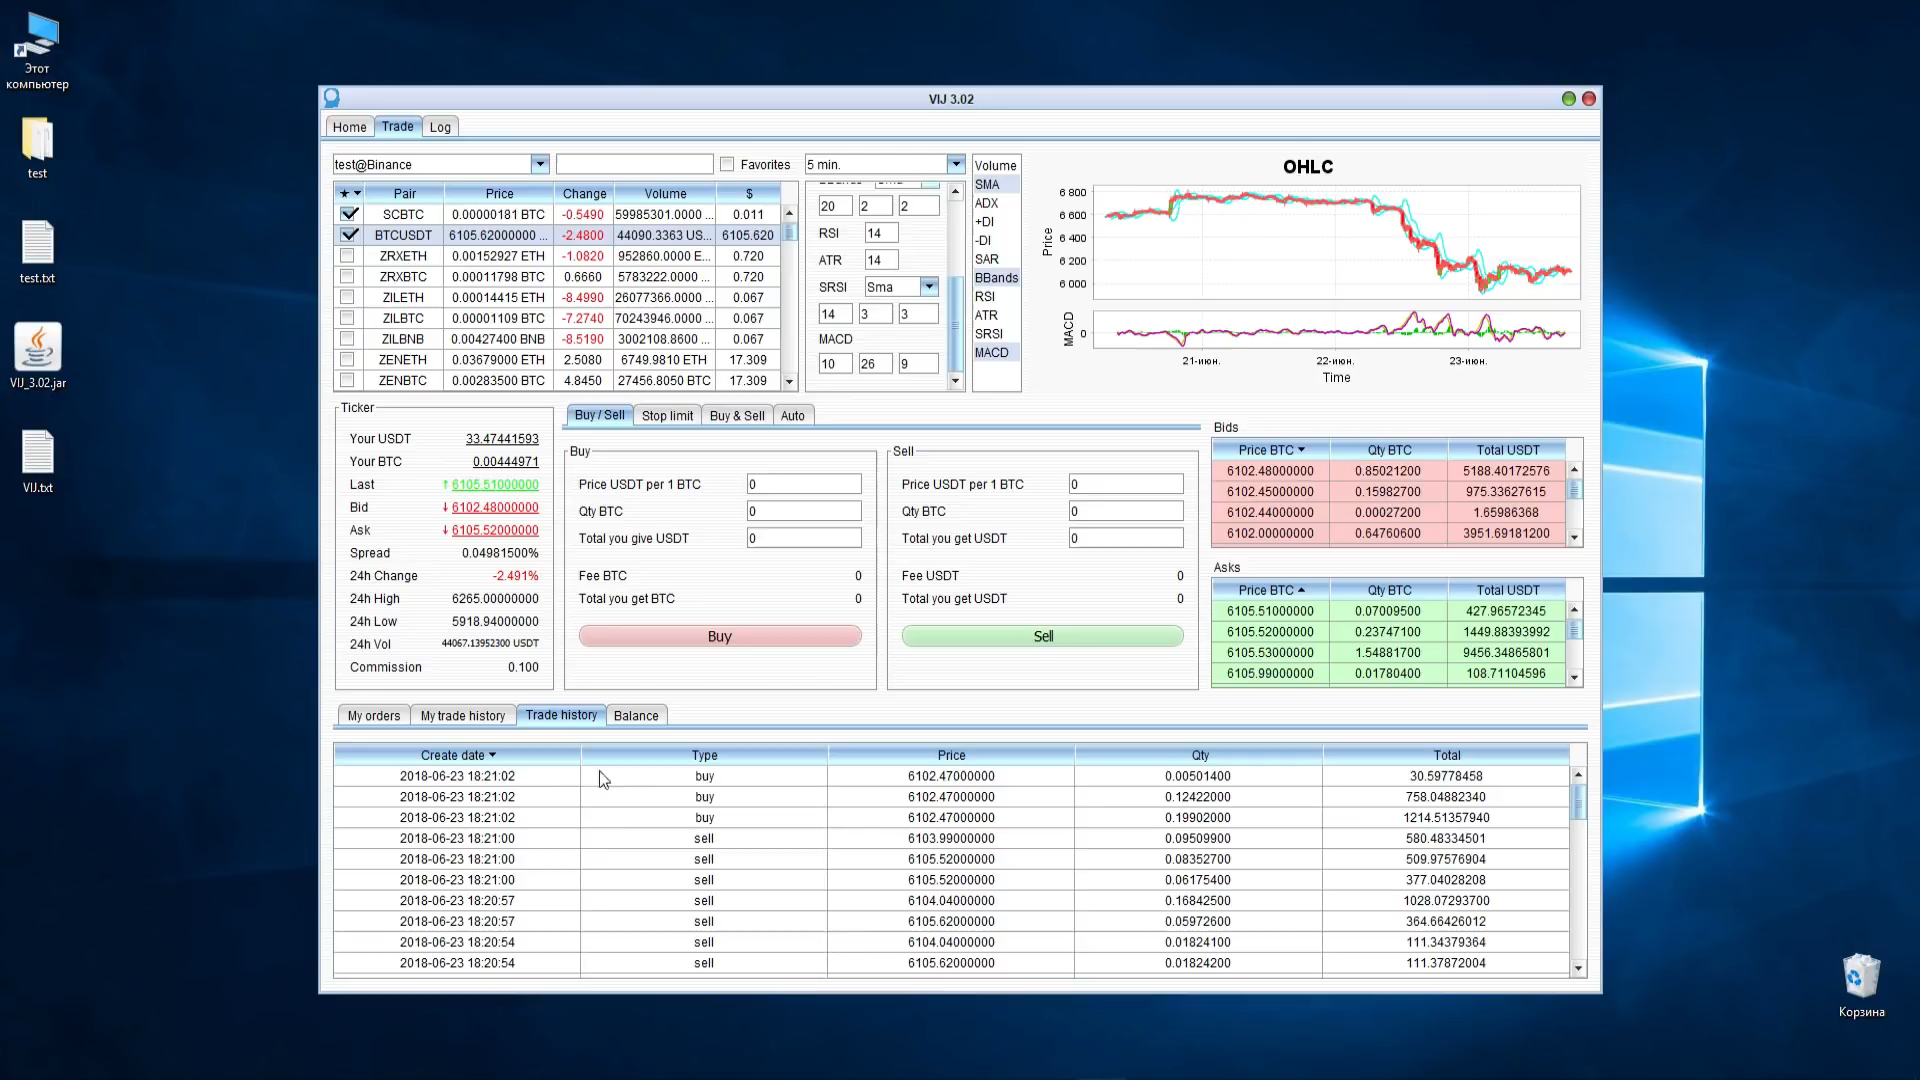 Этот
компьютер
test
test.txt
VIJ_3.02.jar
VIJ.txt
Корзина
VIJ 3.02
Home Trade Log
test@Binance
Favorites
5 min.
★ Pair Price Change Volume $
SCBTC 0.00000181 BTC -0.5490 59985301.0000 ... 0.011
BTCUSDT 6105.62000000 ... -2.4800 44090.3363 US... 6105.620
ZRXETH 0.00152927 ETH -1.0820 952860.0000 E... 0.720
ZRXBTC 0.00011798 BTC 0.6660 5783222.0000 ... 0.720
ZILETH 0.00014415 ETH -8.4990 26077366.0000 ... 0.067
ZILBTC 0.00001109 BTC -7.2740 70243946.0000 ... 0.067
ZILBNB 0.00427400 BNB -8.5190 3002108.8600 ... 0.067
ZENETH 0.03679000 ETH 2.5080 6749.9810 ETH 17.309
ZENBTC 0.00283500 BTC 4.8450 27456.8050 BTC 17.309
20 2 2
RSI 14
ATR 14
SRSI Sma
14 3 3
MACD
10 26 9
Volume
SMA
ADX
+DI
-DI
SAR
BBands
RSI
ATR
SRSI
MACD
OHLC
Price
6 800
6 600
6 400
6 200
6 000
MACD
0
21-июн. 22-июн. 23-июн.
Time
Ticker
Your USDT 33.47441593
Your BTC 0.00444971
Last ↑ 6105.51000000
Bid ↓ 6102.48000000
Ask ↓ 6105.52000000
Spread 0.04981500%
24h Change -2.491%
24h High 6265.00000000
24h Low 5918.94000000
24h Vol 44067.13952300 USDT
Commission 0.100
Buy / Sell Stop limit Buy & Sell Auto
Buy
Price USDT per 1 BTC 0
Qty BTC 0
Total you give USDT 0
Fee BTC 0
Total you get BTC 0
Buy
Sell
Price USDT per 1 BTC 0
Qty BTC 0
Total you get USDT 0
Fee USDT 0
Total you get USDT 0
Sell
Bids
Price BTC Qty BTC Total USDT
6102.48000000 0.85021200 5188.40172576
6102.45000000 0.15982700 975.33627615
6102.44000000 0.00027200 1.65986368
6102.00000000 0.64760600 3951.69181200
Asks
Price BTC Qty BTC Total USDT
6105.51000000 0.07009500 427.96572345
6105.52000000 0.23747100 1449.88393992
6105.53000000 1.54881700 9456.34865801
6105.99000000 0.01780400 108.71104596
My orders My trade history Trade history Balance
Create date Type Price Qty Total
2018-06-23 18:21:02 buy 6102.47000000 0.00501400 30.59778458
2018-06-23 18:21:02 buy 6102.47000000 0.12422000 758.04882340
2018-06-23 18:21:02 buy 6102.47000000 0.19902000 1214.51357940
2018-06-23 18:21:00 sell 6103.99000000 0.09509900 580.48334501
2018-06-23 18:21:00 sell 6105.52000000 0.08352700 509.97576904
2018-06-23 18:21:00 sell 6105.52000000 0.06175400 377.04028208
2018-06-23 18:20:57 sell 6104.04000000 0.16842500 1028.07293700
2018-06-23 18:20:57 sell 6105.62000000 0.05972600 364.66426012
2018-06-23 18:20:54 sell 6104.04000000 0.01824100 111.34379364
2018-06-23 18:20:54 sell 6105.62000000 0.01824200 111.37872004